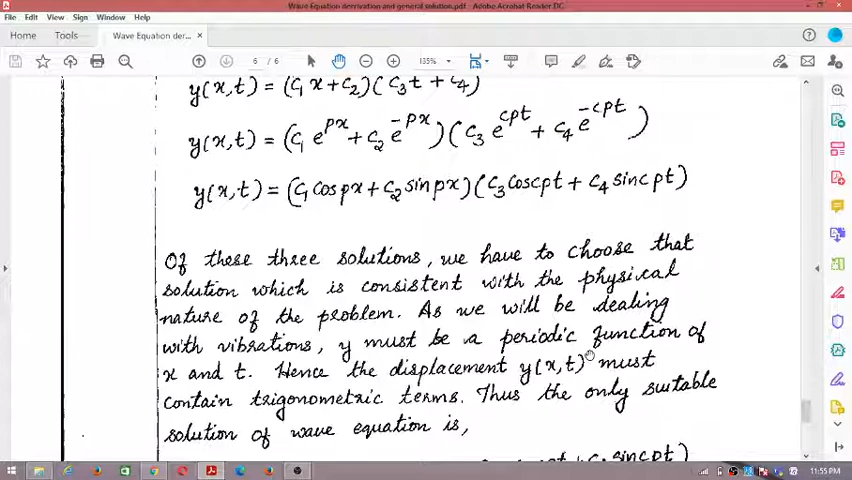 Wave Equation derrivation and general solution.pdf - Adobe Acrobat Reader DC
File Edit View Sign Window Help
Home Tools Wave Equation der... ×
6 / 6 135%
y(x,t) = (c₁x+c₂)(c₃t+c₄)
y(x,t) = (c₁e^{px}+c₂e^{-px})(c₃e^{cpt}+c₄e^{-cpt})
y(x,t) = (c₁cospx+c₂sinpx)(c₃coscpt+c₄sincpt)
Of these three solutions, we have to choose that
solution which is consistent with the physical
nature of the problem. As we will be dealing
with vibrations, y must be a periodic function of
x and t. Hence the displacement y(x,t) must
contain trigonometric terms. Thus the only suitable
solution of wave equation is,
sincpt)
11:55 PM